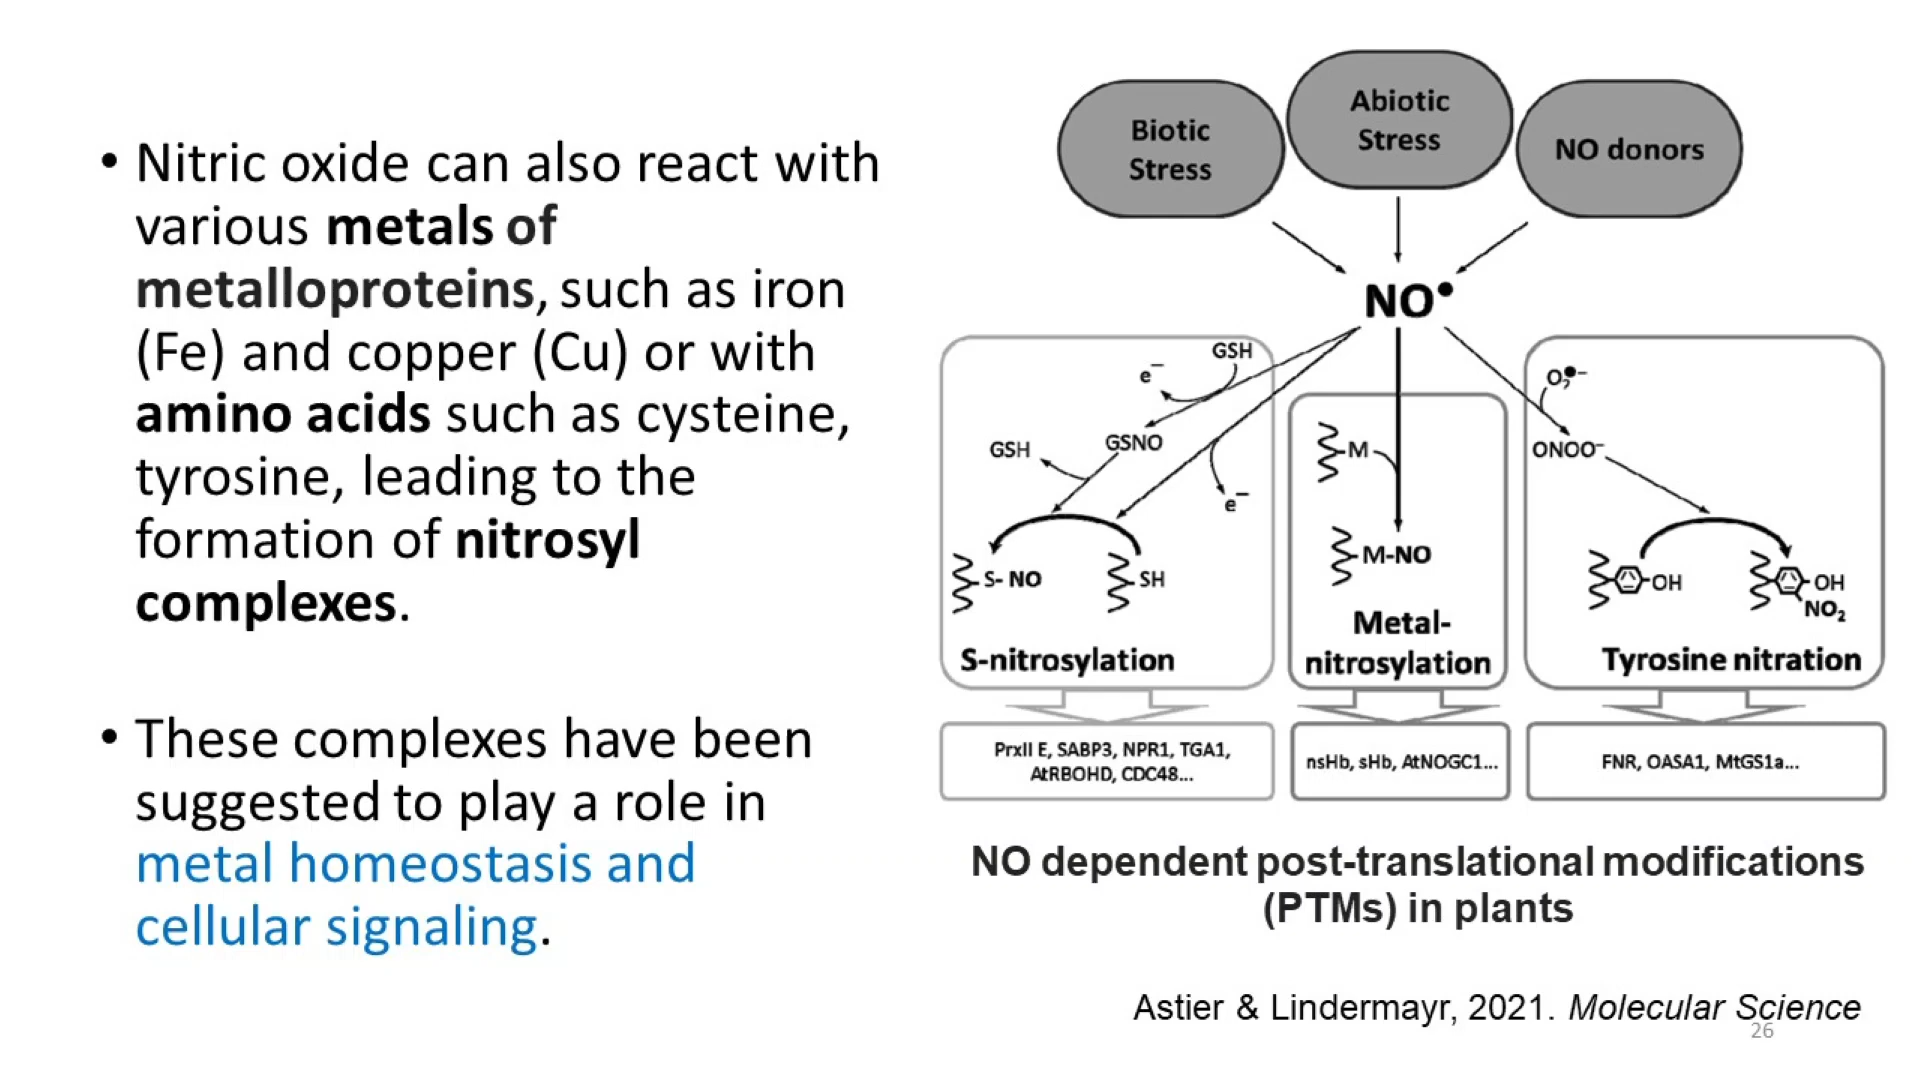 • Nitric oxide can also react with
various metals of
metalloproteins, such as iron
(Fe) and copper (Cu) or with
amino acids such as cysteine,
tyrosine, leading to the
formation of nitrosyl
complexes.
• These complexes have been
suggested to play a role in
metal homeostasis and
cellular signaling.
Biotic
Stress
Abiotic
Stress
NO donors
NO•
GSH
e−
GSNO
GSH
e−
S- NO
SH
S-nitrosylation
M
M-NO
Metal-
nitrosylation
O2•−
ONOO−
OH
OH
NO2
Tyrosine nitration
PrxII E, SABP3, NPR1, TGA1,
AtRBOHD, CDC48...
nsHb, sHb, AtNOGC1...
FNR, OASA1, MtGS1a...
NO dependent post-translational modifications
(PTMs) in plants
Astier & Lindermayr, 2021. Molecular Science
26